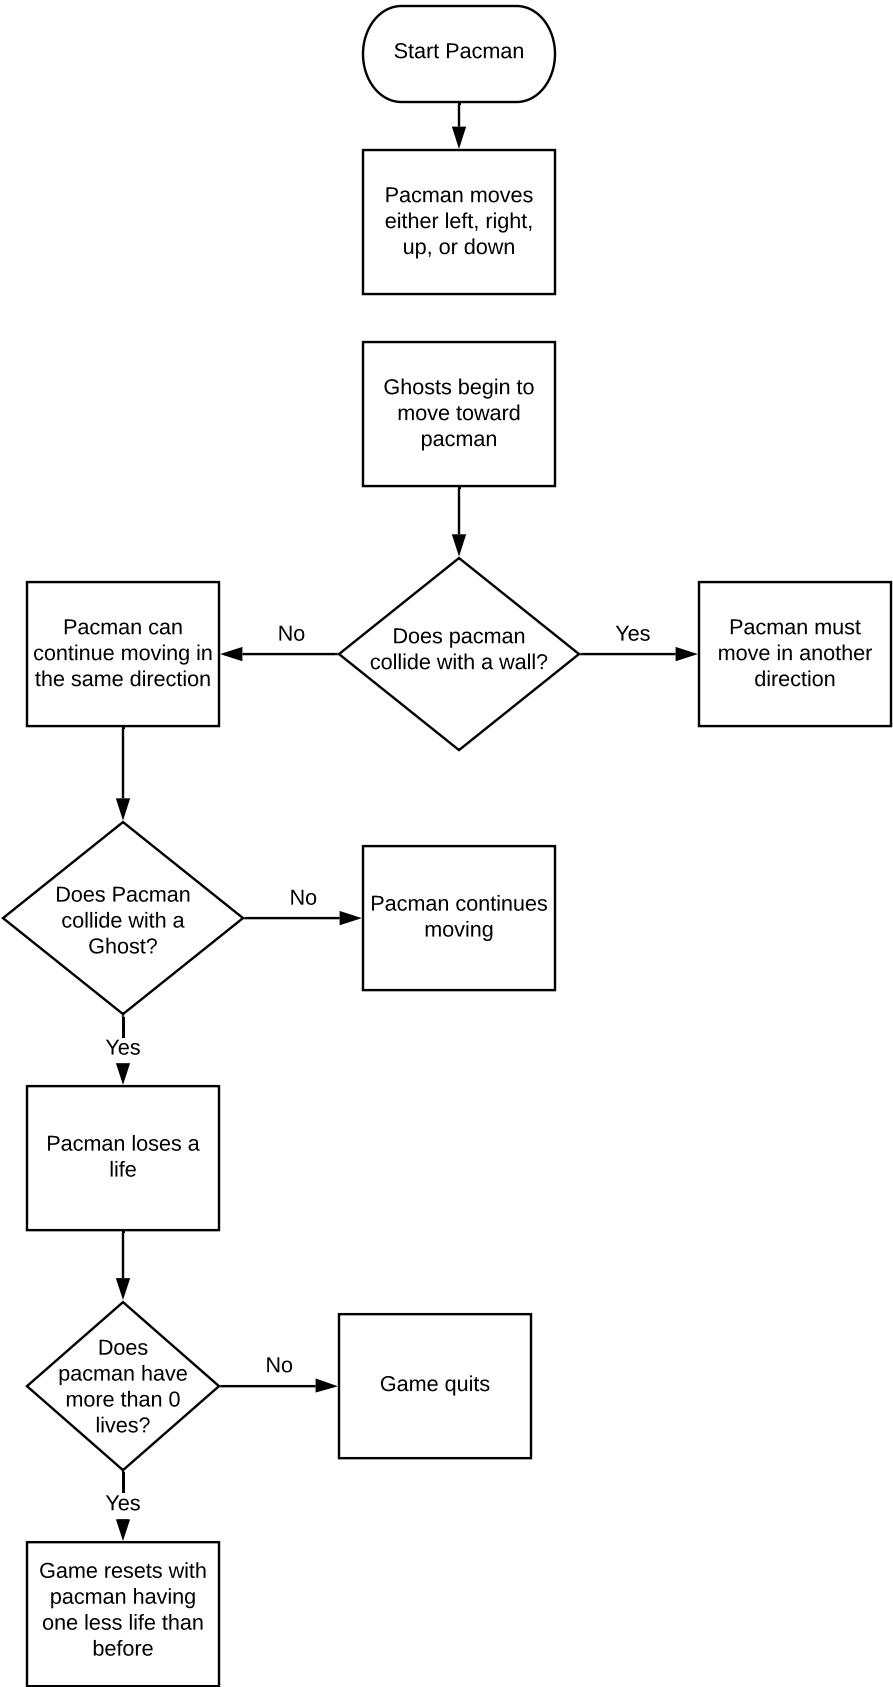 Start Pacman
Pacman moves
either left, right,
up, or down
Ghosts begin to
move toward
pacman
Does pacman
collide with a wall?
No
Yes
Pacman can
continue moving in
the same direction
Pacman must
move in another
direction
Does Pacman
collide with a
Ghost?
No
Pacman continues
moving
Yes
Pacman loses a
life
Does
pacman have
more than 0
lives?
No
Game quits
Yes
Game resets with
pacman having
one less life than
before